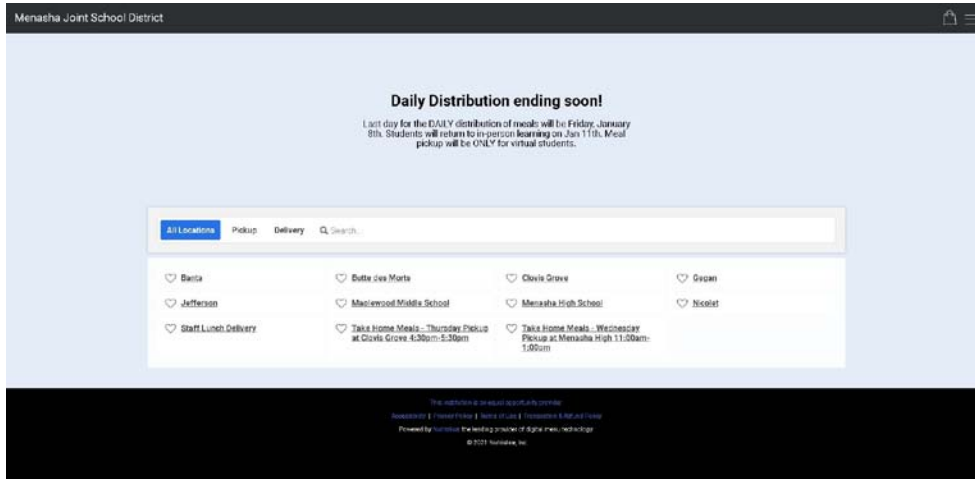 Menasha Joint School District
Daily Distribution ending soon!
Last day for the DAILY distribution of meals will be Friday, January
8th. Students will return to in-person learning on Jan 11th. Meal
pickup will be ONLY for virtual students.
All Locations Pickup Delivery Search...
Banta Butte des Morts Clovis Grove Gegan
Jefferson Maplewood Middle School Menasha High School Nicolet
Staff Lunch Delivery
Take Home Meals - Thursday Pickup
at Clovis Grove 4:30pm-5:30pm
Take Home Meals - Wednesday
Pickup at Menasha High 11:00am-
1:00pm
This institution is an equal opportunity provider
Accessibility | Privacy Policy | Terms of Use | Transaction & Refund Policy
Powered by Nutrislice, the leading provider of digital menu technology
© 2021 Nutrislice, Inc.